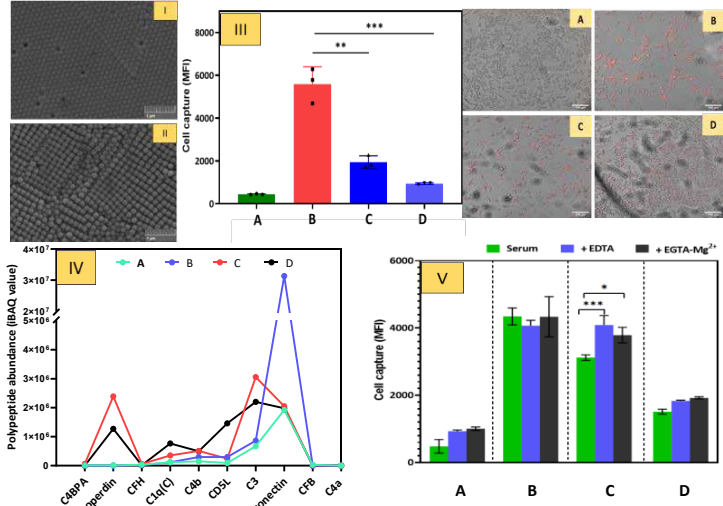 I
II
III
***
**
Cell capture (MFI)
8000
6000
4000
2000
0
A B C D
A
B
C
D
IV
A B C D
Polypeptide abundance (iBAQ value)
4×10⁷
3×10⁷
2×10⁷
5×10⁶
4×10⁶
3×10⁶
2×10⁶
1×10⁶
0
C4BPA
operdin
CFH
C1q(C)
C4b
CD5L
C3
onectin
CFB
C4a
Serum + EDTA + EGTA-Mg²⁺
V
Cell capture (MFI)
6000
4000
2000
0
*
***
A B C D